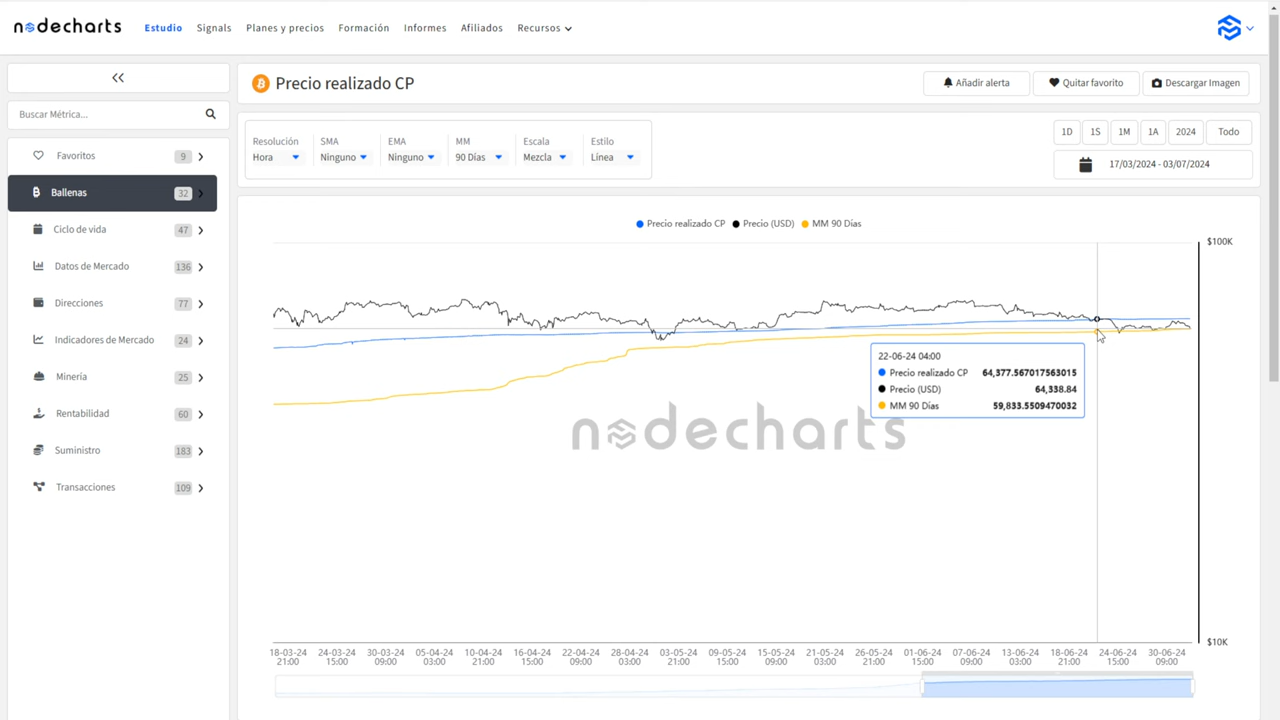 nodecharts
Estudio
Signals
Planes y precios
Formación
Informes
Afiliados
Recursos
Precio realizado CP
Añadir alerta
Quitar favorito
Descargar Imagen
Buscar Métrica...
Favoritos 9
Ballenas 32
Ciclo de vida 47
Datos de Mercado 136
Direcciones 77
Indicadores de Mercado 24
Minería 25
Rentabilidad 60
Suministro 183
Transacciones 109
Resolución
Hora
SMA
Ninguno
EMA
Ninguno
MM
90 Días
Escala
Mezcla
Estilo
Línea
1D
1S
1M
1A
2024
Todo
17/03/2024 - 03/07/2024
Precio realizado CP
Precio (USD)
MM 90 Dias
$100K
22-06-24 04:00
Precio realizado CP 64,377.567017563015
Precio (USD) 64,338.84
MM 90 Dias 59,833.5509470032
nodecharts
$10K
18-03-24 21:00
24-03-24 15:00
30-03-24 09:00
05-04-24 03:00
10-04-24 21:00
16-04-24 15:00
22-04-24 09:00
28-04-24 03:00
03-05-24 21:00
09-05-24 15:00
15-05-24 09:00
21-05-24 03:00
26-05-24 21:00
01-06-24 15:00
07-06-24 09:00
13-06-24 03:00
18-06-24 21:00
24-06-24 15:00
30-06-24 09:00